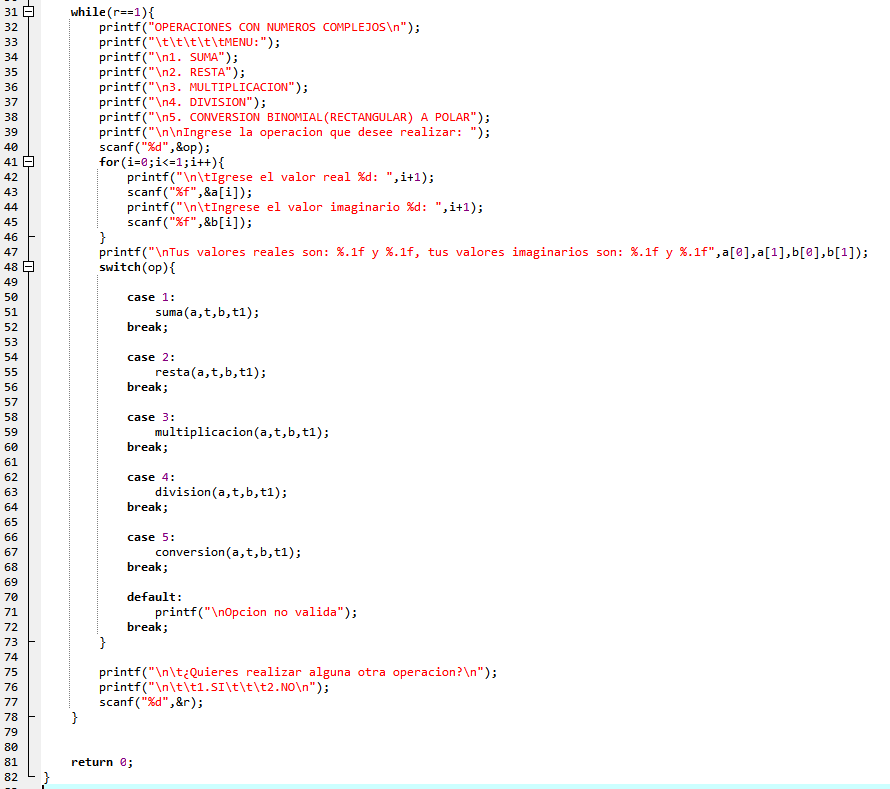 31 while(r==1){
32 printf("OPERACIONES CON NUMEROS COMPLEJOS\n");
33 printf("\t\t\t\t\tMENU:");
34 printf("\n1. SUMA");
35 printf("\n2. RESTA");
36 printf("\n3. MULTIPLICACION");
37 printf("\n4. DIVISION");
38 printf("\n5. CONVERSION BINOMIAL(RECTANGULAR) A POLAR");
39 printf("\n\nIngrese la operacion que desee realizar: ");
40 scanf("%d",&op);
41 for(i=0;i<=1;i++){
42 printf("\n\tIgrese el valor real %d: ",i+1);
43 scanf("%f",&a[i]);
44 printf("\n\tIngrese el valor imaginario %d: ",i+1);
45 scanf("%f",&b[i]);
46 }
47 printf("\nTus valores reales son: %.1f y %.1f, tus valores imaginarios son: %.1f y %.1f",a[0],a[1],b[0],b[1]);
48 switch(op){
49
50 case 1:
51 suma(a,t,b,t1);
52 break;
53
54 case 2:
55 resta(a,t,b,t1);
56 break;
57
58 case 3:
59 multiplicacion(a,t,b,t1);
60 break;
61
62 case 4:
63 division(a,t,b,t1);
64 break;
65
66 case 5:
67 conversion(a,t,b,t1);
68 break;
69
70 default:
71 printf("\nOpcion no valida");
72 break;
73 }
74
75 printf("\n\t¿Quieres realizar alguna otra operacion?\n");
76 printf("\n\t\t1.SI\t\t\t2.NO\n");
77 scanf("%d",&r);
78 }
79
80
81 return 0;
82 }